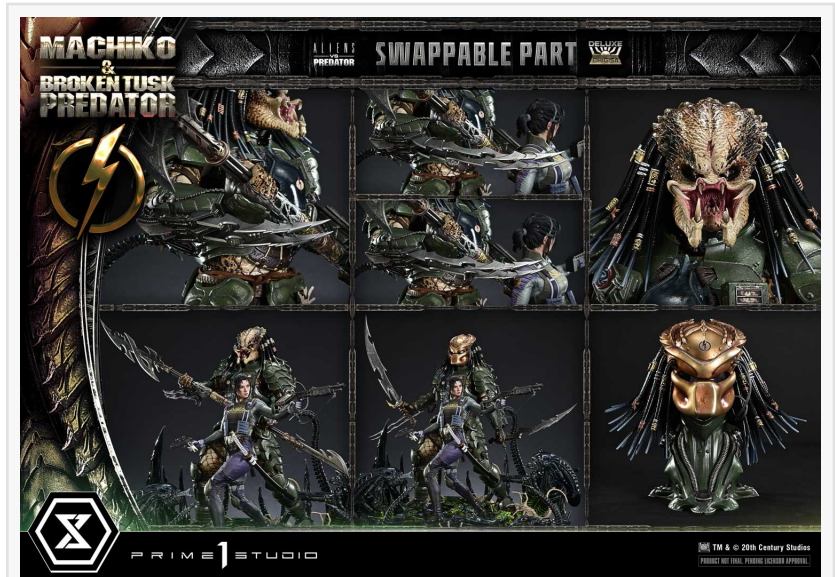 MACHIKO
&
BROKEN TUSK
PREDATOR
ALIENS
VS
PREDATOR
SWAPPABLE PART
DELUXE
VERSION
PRIME 1 STUDIO
TM & © 20th Century Studios
PRODUCT NOT FINAL, PENDING LICENSOR APPROVAL.